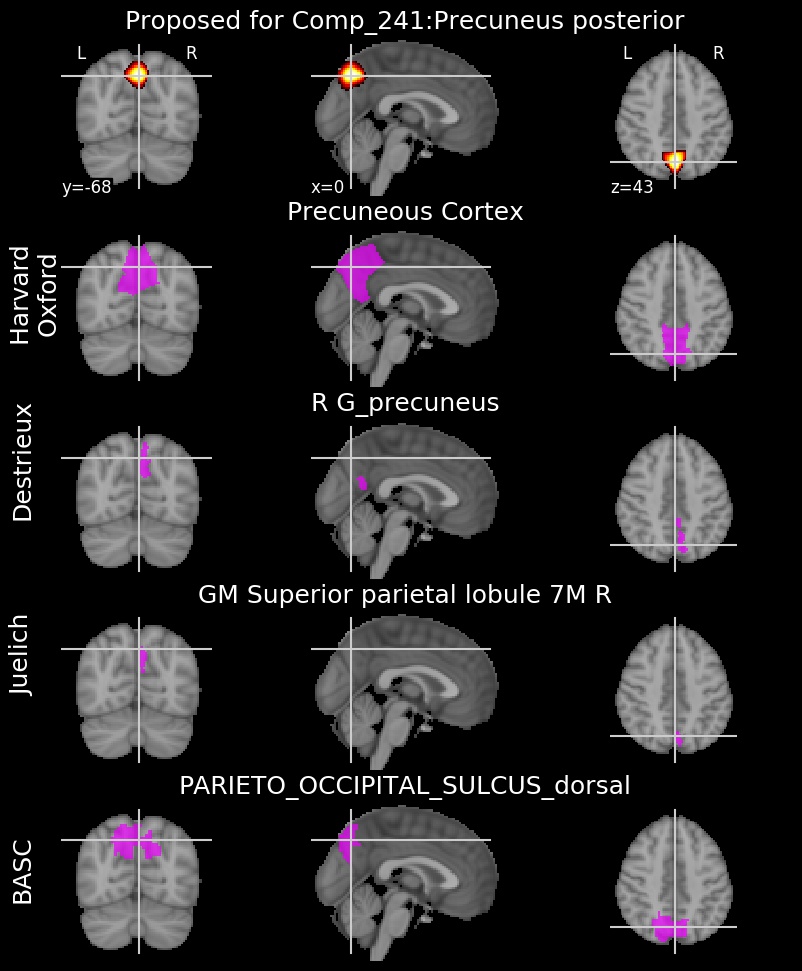 Proposed for Comp_241:Precuneus posterior
L R L R
y=-68 x=0 z=43
Precuneous Cortex
Harvard
Oxford
R G_precuneus
Destrieux
GM Superior parietal lobule 7M R
Juelich
PARIETO_OCCIPITAL_SULCUS_dorsal
BASC